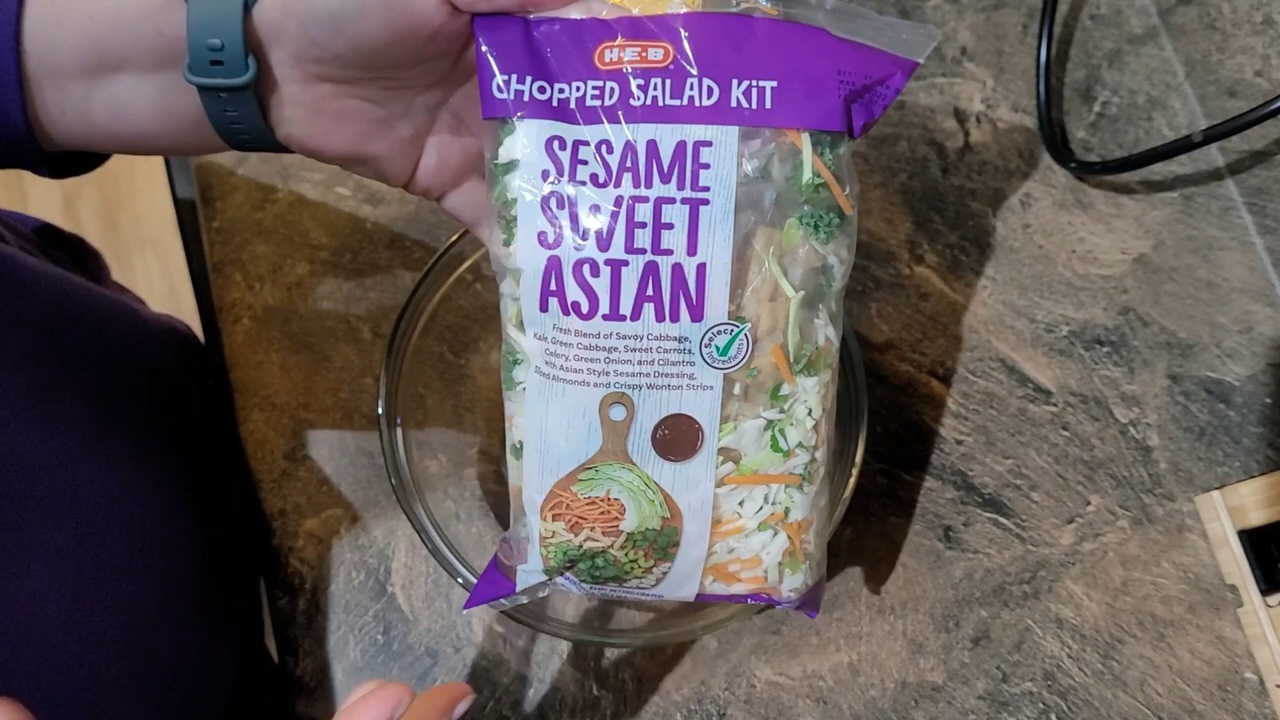 H-E-B
CHOPPED SALAD KiT
SESAME
SWEET
ASIAN
Fresh Blend of Savoy Cabbage,
Kale, Green Cabbage, Sweet Carrots,
Celery, Green Onion, and Cilantro
with Asian Style Sesame Dressing,
Sliced Almonds and Crispy Wonton Strips
Select
Ingredients